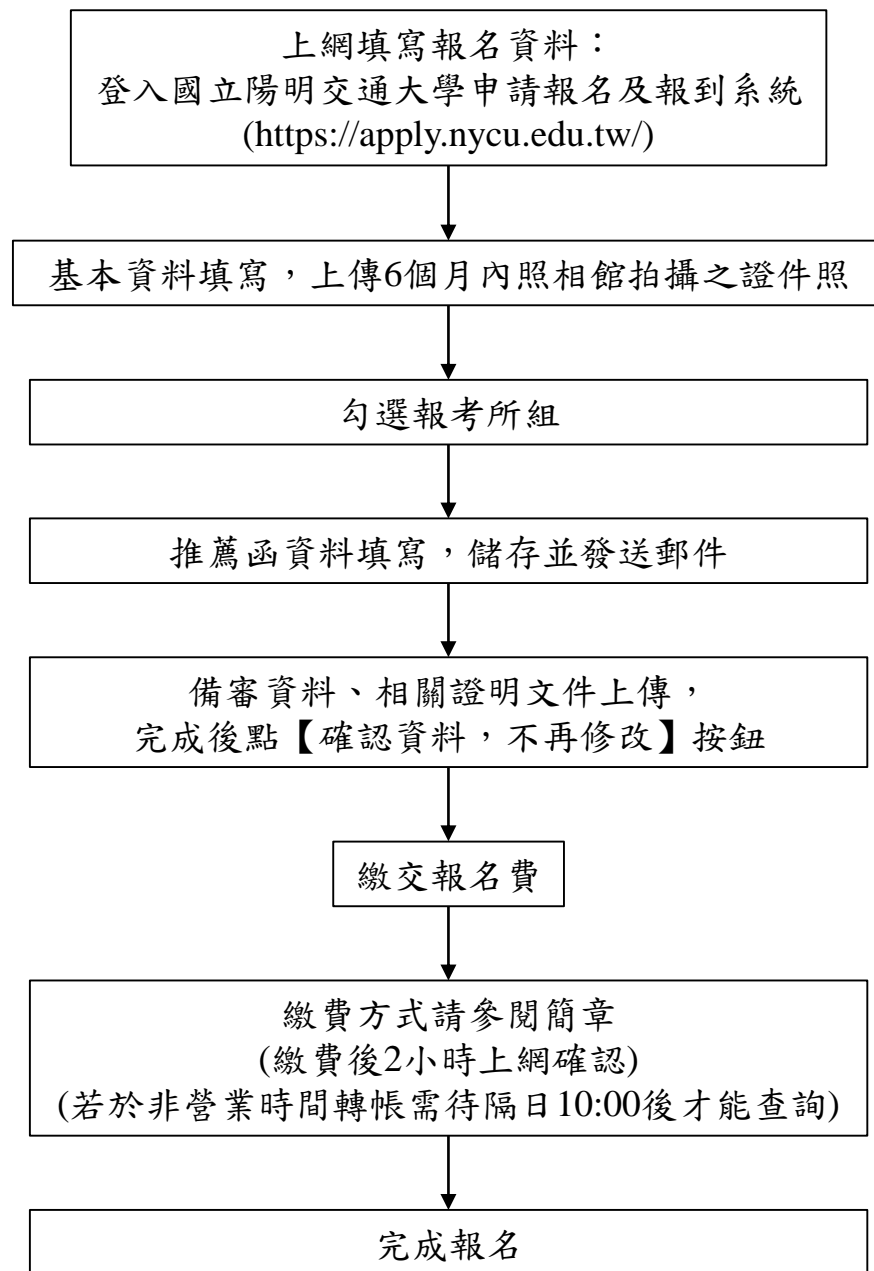 上網填寫報名資料：
登入國立陽明交通大學申請報名及報到系統
(https://apply.nycu.edu.tw/)
基本資料填寫，上傳6個月內照相館拍攝之證件照
勾選報考所組
推薦函資料填寫，儲存並發送郵件
備審資料、相關證明文件上傳，
完成後點【確認資料，不再修改】按鈕
繳交報名費
繳費方式請參閱簡章
(繳費後2小時上網確認)
(若於非營業時間轉帳需待隔日10:00後才能查詢)
完成報名